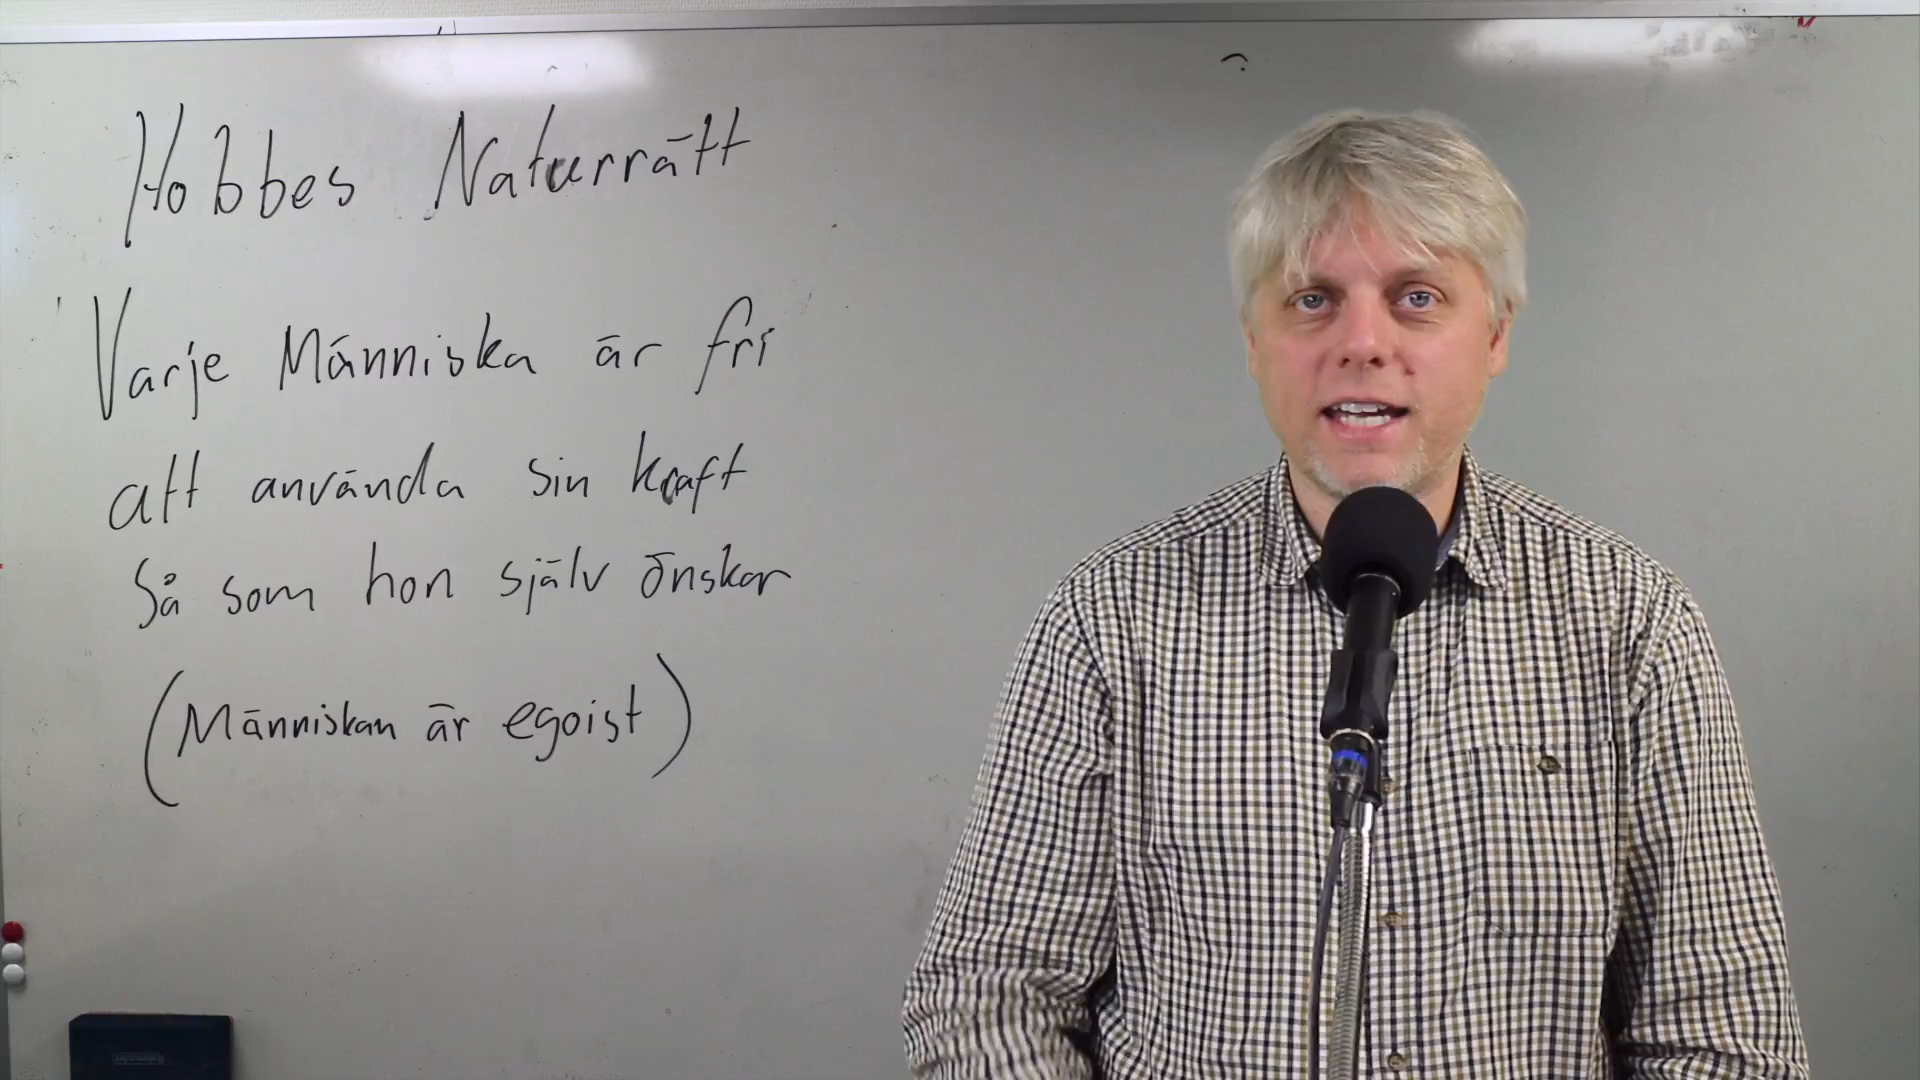 Hobbes Naturrätt
Varje Människa är fri
att använda sin kraft
så som hon själv önskar
(Människan är egoist)